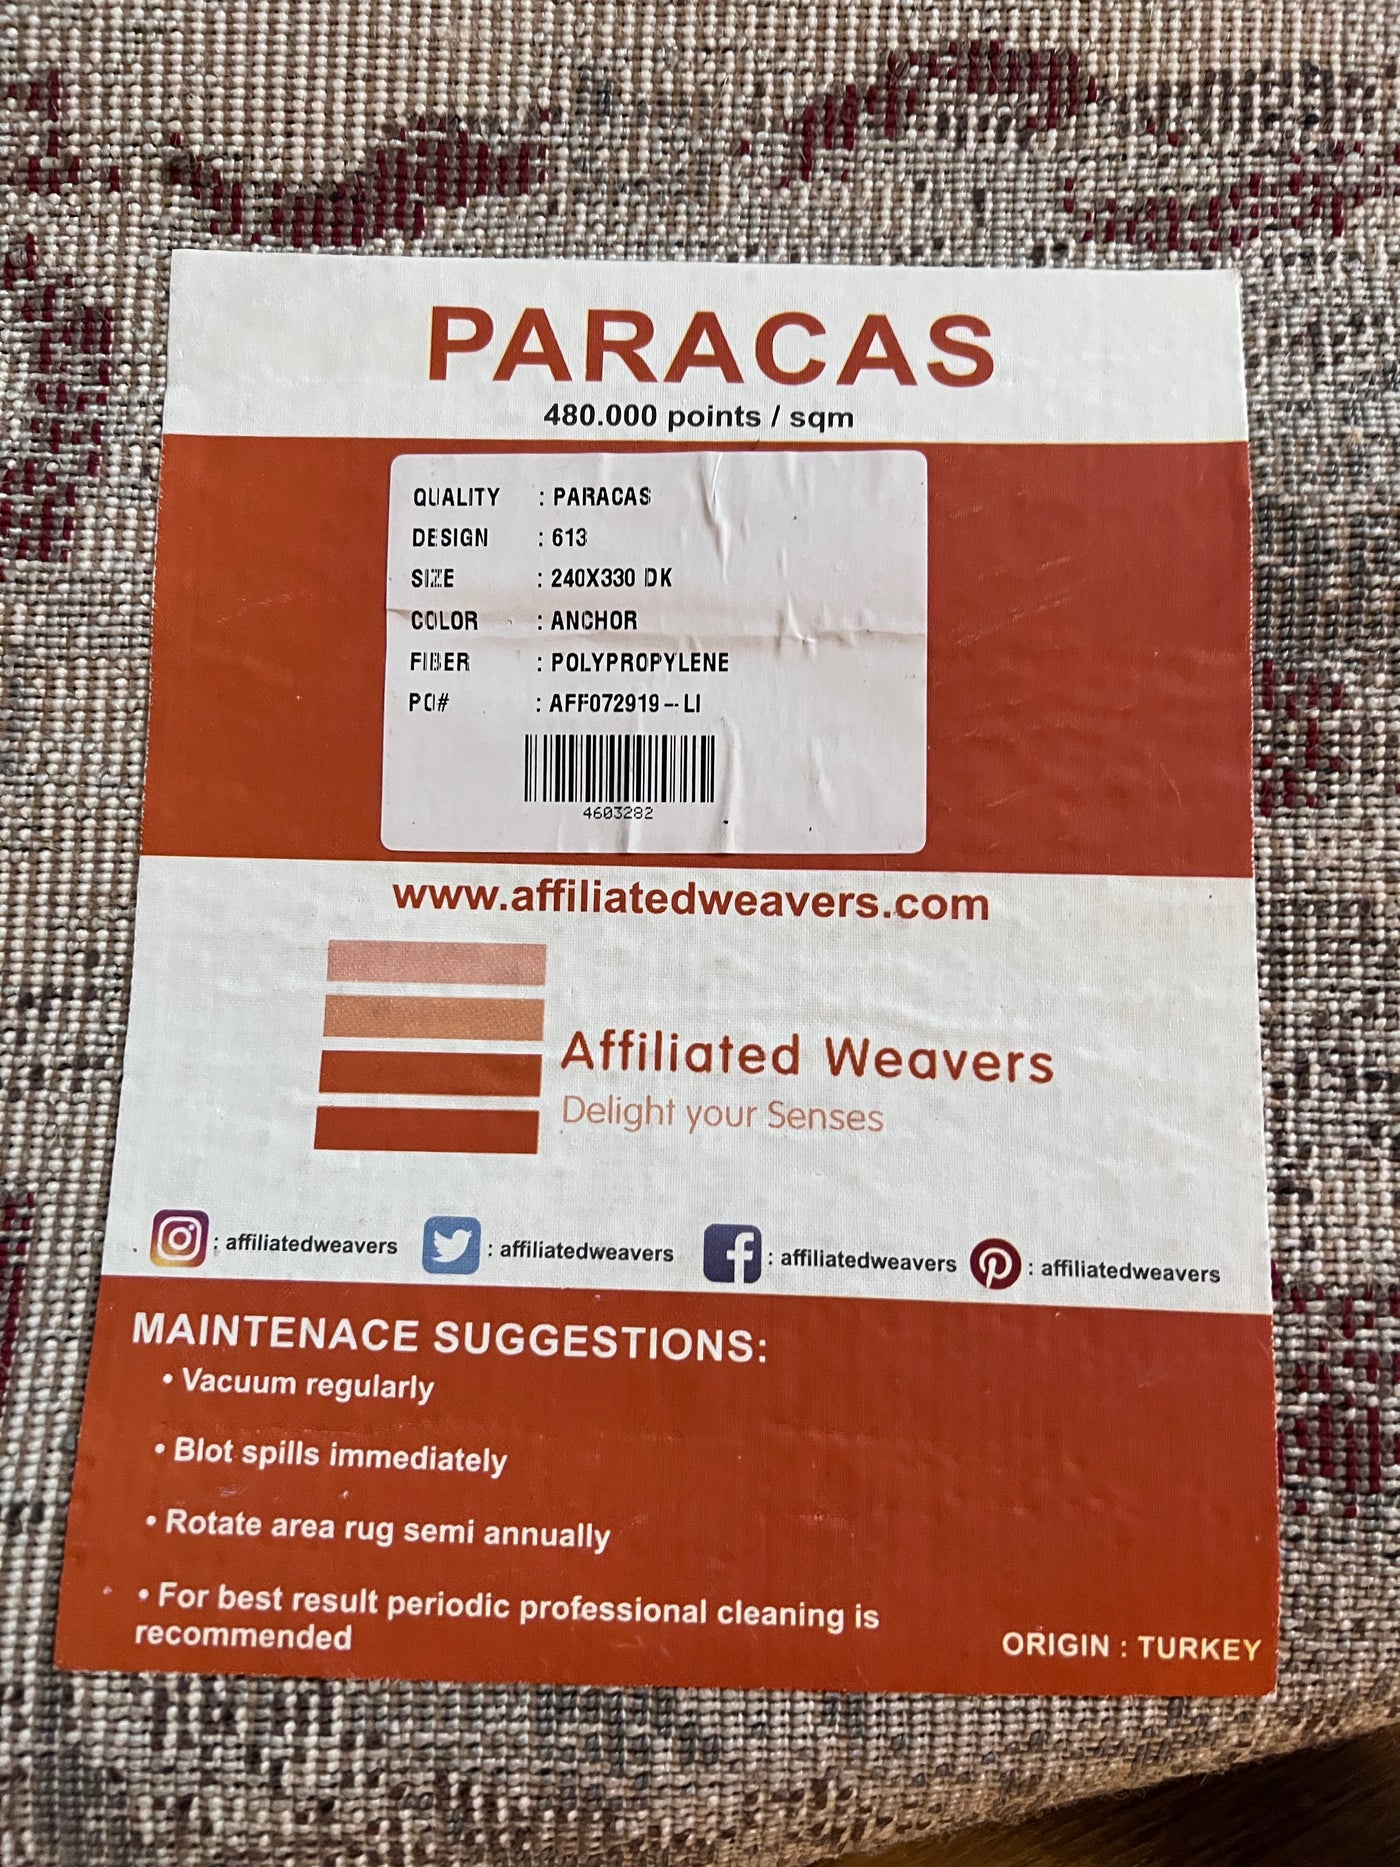 PARACAS
480.000 points / sqm
QUALITY : PARACAS
DESIGN : 613
SIZE : 240X330 DK
COLOR : ANCHOR
FIBER : POLYPROPYLENE
PO# : AFF072919-LI
4603282
www.affiliatedweavers.com
Affiliated Weavers
Delight your Senses
: affiliatedweavers : affiliatedweavers : affiliatedweavers : affiliatedweavers
MAINTENACE SUGGESTIONS:
• Vacuum regularly
• Blot spills immediately
• Rotate area rug semi annually
• For best result periodic professional cleaning is
recommended
ORIGIN : TURKEY